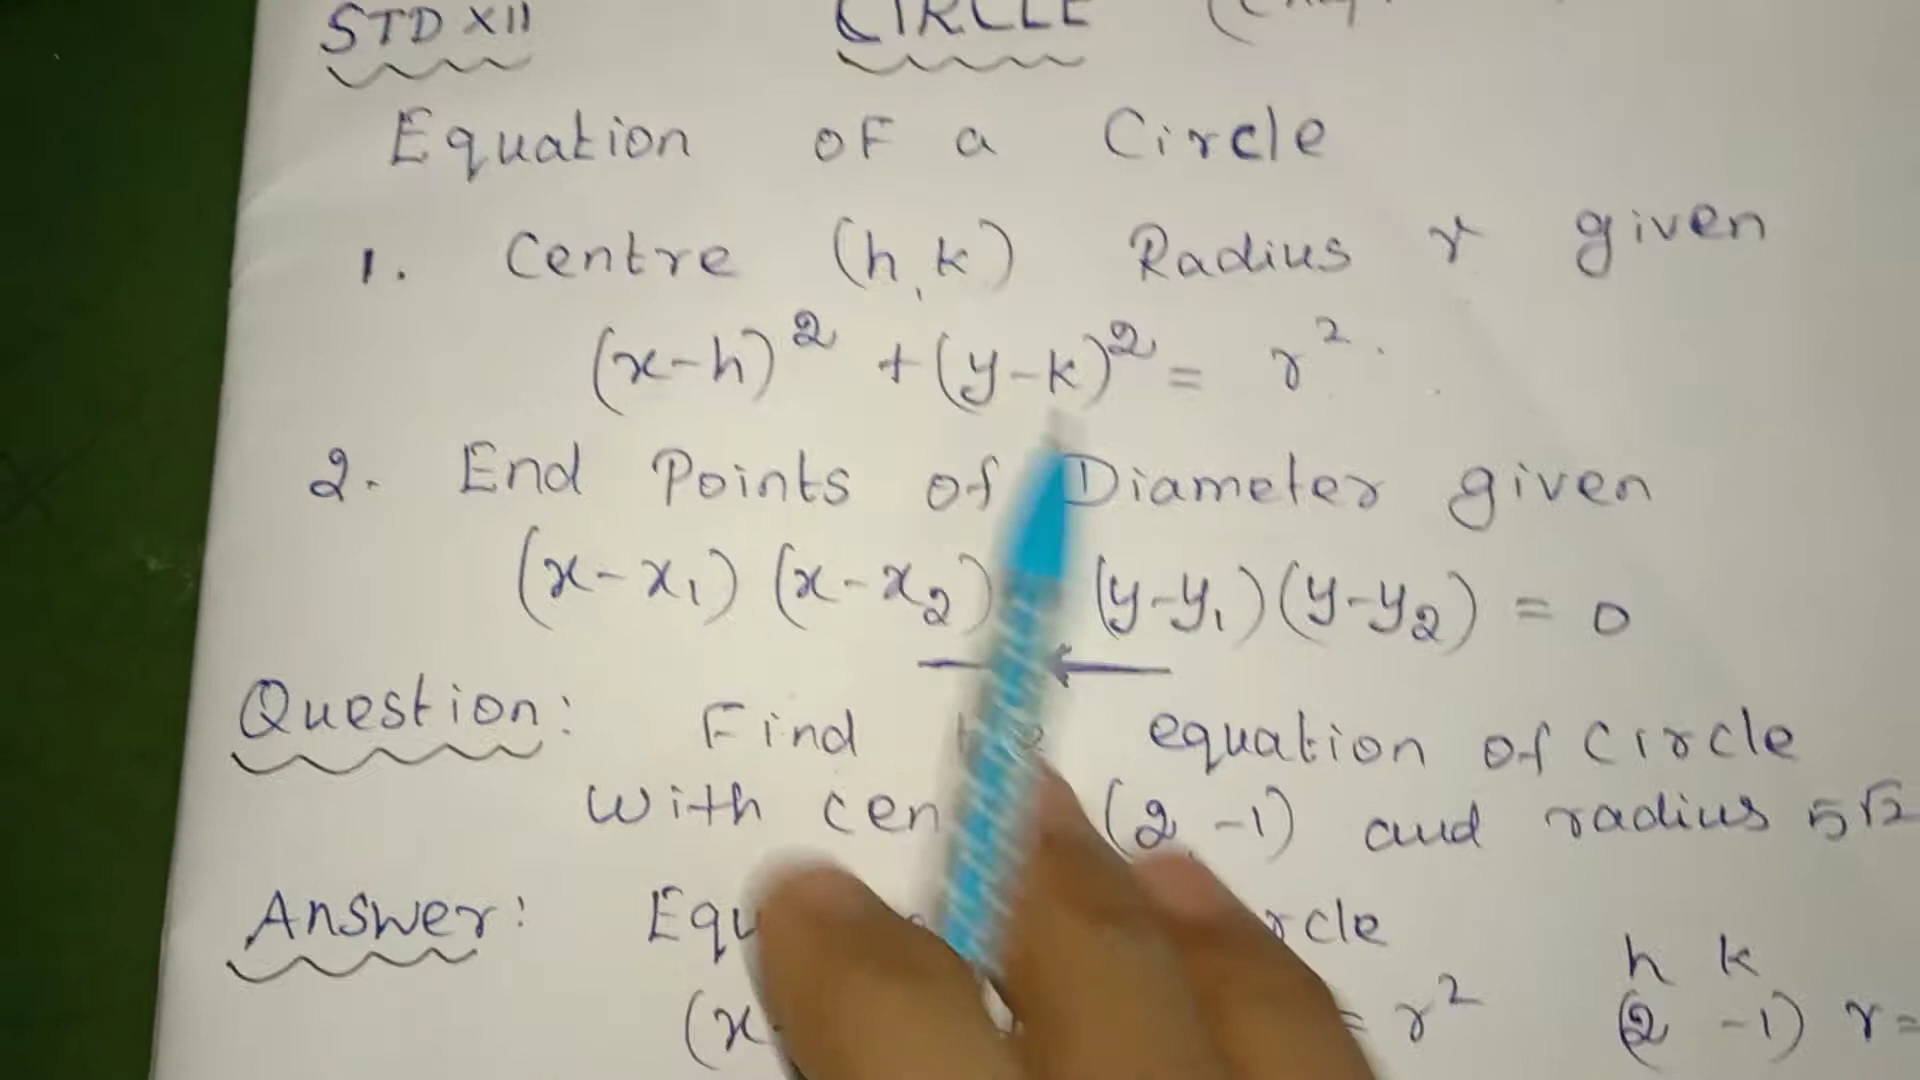 STD XII CIRCLE
Equation of a Circle
1. Centre (h, k) Radius r given
(x-h)² + (y-k)² = r².
2. End Points of Diameter given
(x-x₁) (x-x₂) (y-y₁)(y-y₂) = 0
Question: Find equation of circle
with cen (2, -1) and radius 5√2
Answer: Equ rcle
h k
(x = r² (2 -1) r=